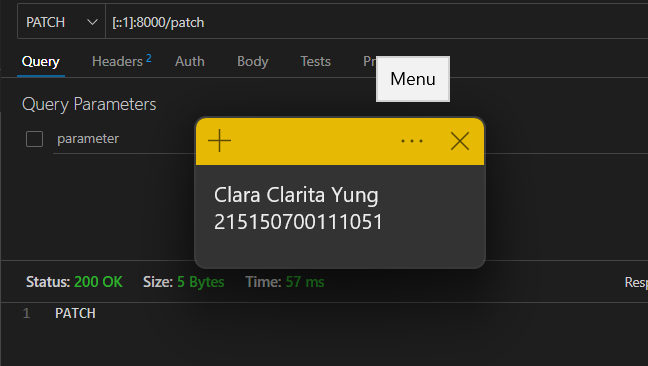 PATCH [::1]:8000/patch
Query Headers 2 Auth Body Tests Pr
Menu
Query Parameters
parameter
Clara Clarita Yung
215150700111051
Status: 200 OK Size: 5 Bytes Time: 57 ms Resp
1 PATCH